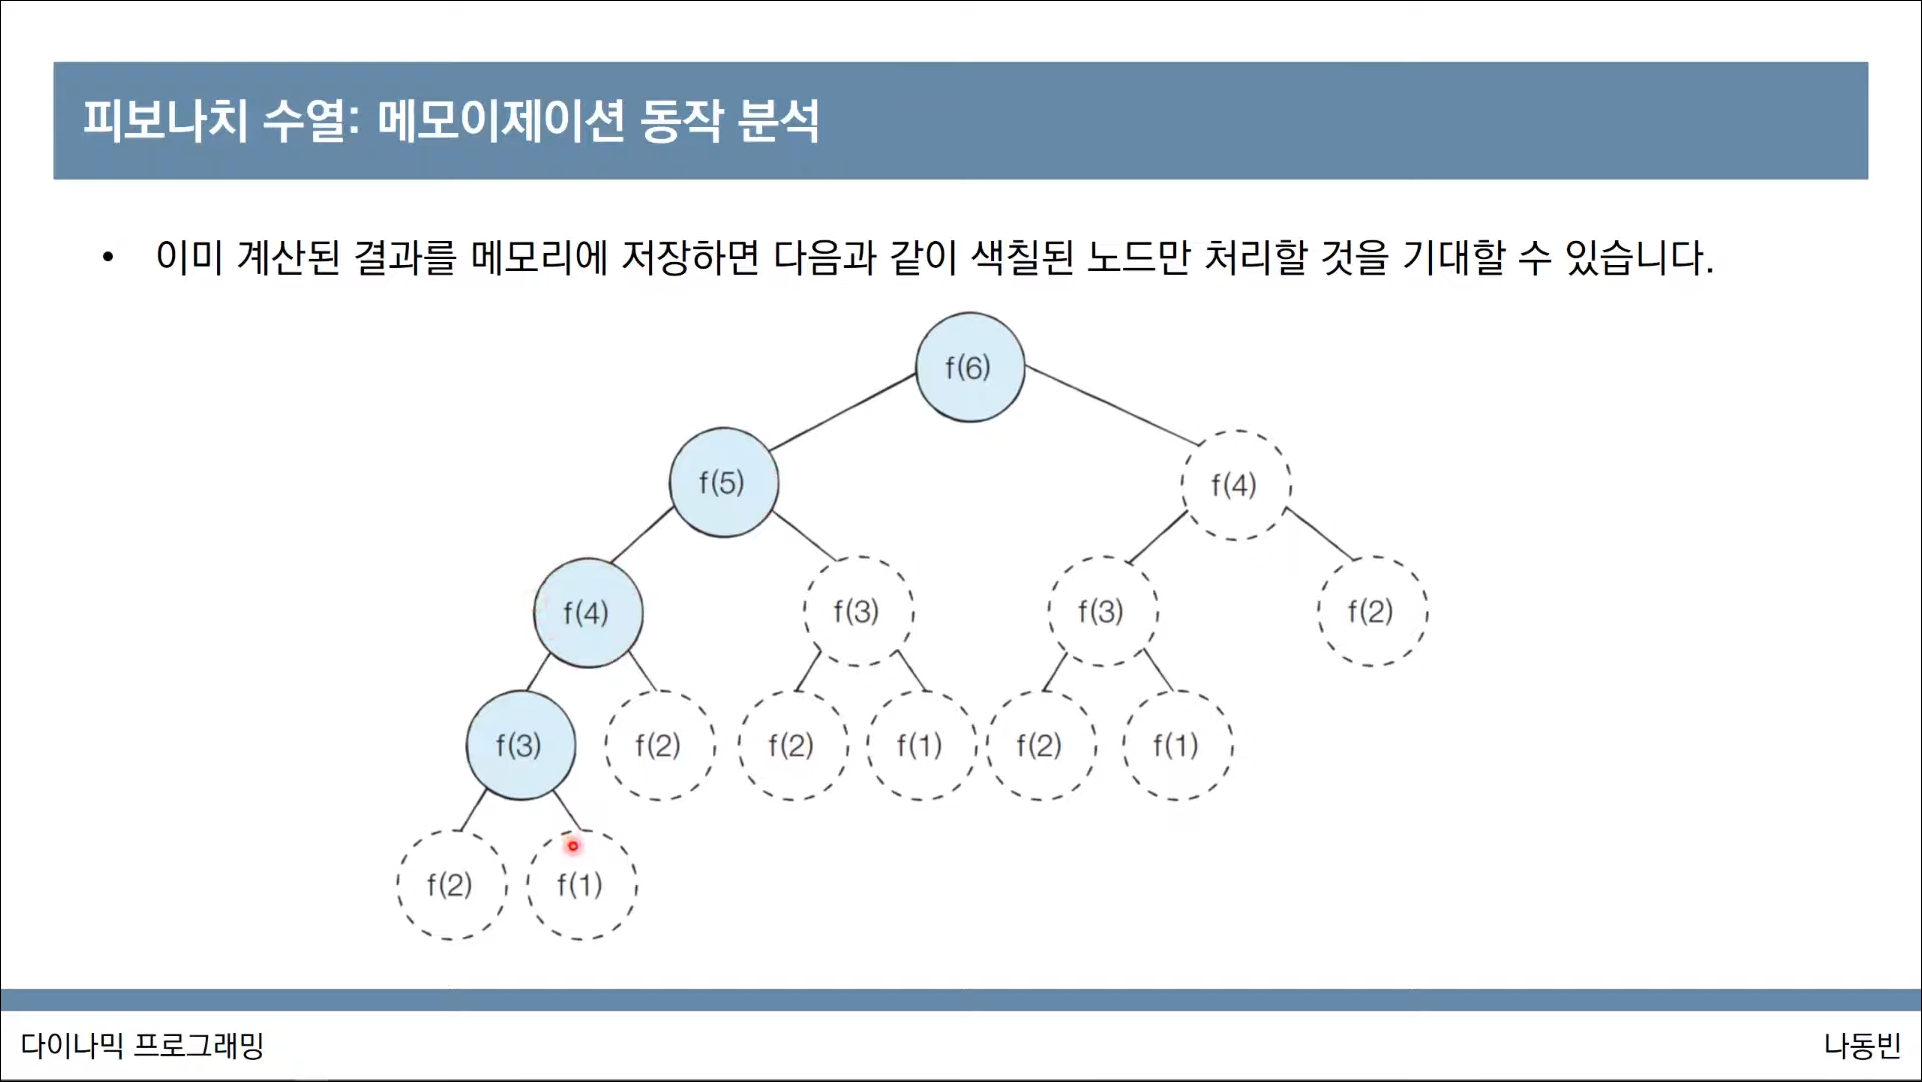 피보나치 수열: 메모이제이션 동작 분석
• 이미 계산된 결과를 메모리에 저장하면 다음과 같이 색칠된 노드만 처리할 것을 기대할 수 있습니다.
f(6)
f(5) f(4)
f(4) f(3) f(3) f(2)
f(3) f(2) f(2) f(1) f(2) f(1)
f(2) f(1)
다이나믹 프로그래밍 나동빈